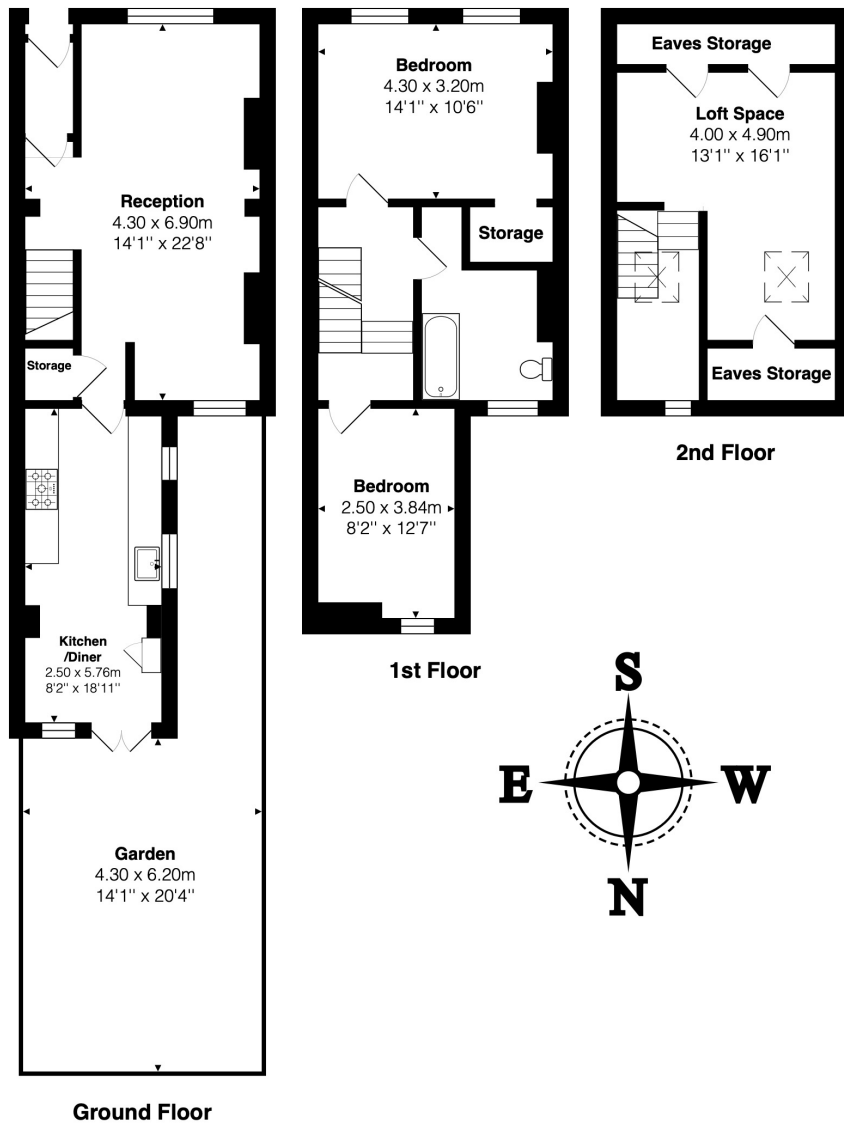 Reception
4.30 x 6.90m
14'1'' x 22'8''
Storage
Kitchen
/Diner
2.50 x 5.76m
8'2'' x 18'11''
Garden
4.30 x 6.20m
14'1'' x 20'4''
Ground Floor
Bedroom
4.30 x 3.20m
14'1'' x 10'6''
Storage
Bedroom
2.50 x 3.84m
8'2'' x 12'7''
1st Floor
Eaves Storage
Loft Space
4.00 x 4.90m
13'1'' x 16'1''
Eaves Storage
2nd Floor
S
E W
N